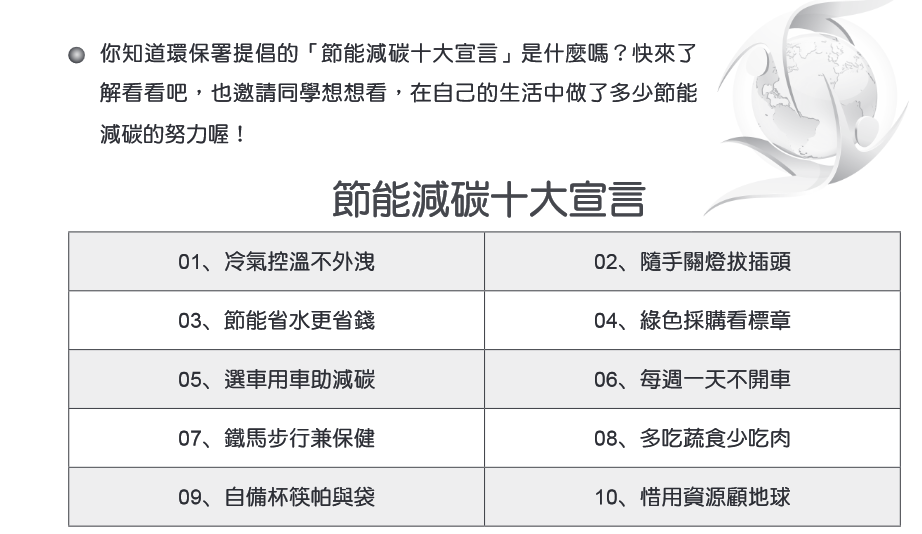 你知道環保署提倡的「節能減碳十大宣言」是什麼嗎？快來了
解看看吧，也邀請同學想想看，在自己的生活中做了多少節能
減碳的努力喔！
節能減碳十大宣言
01、冷氣控溫不外洩
02、隨手關燈拔插頭
03、節能省水更省錢
04、綠色採購看標章
05、選車用車助減碳
06、每週一天不開車
07、鐵馬步行兼保健
08、多吃蔬食少吃肉
09、自備杯筷帕與袋
10、惜用資源顧地球